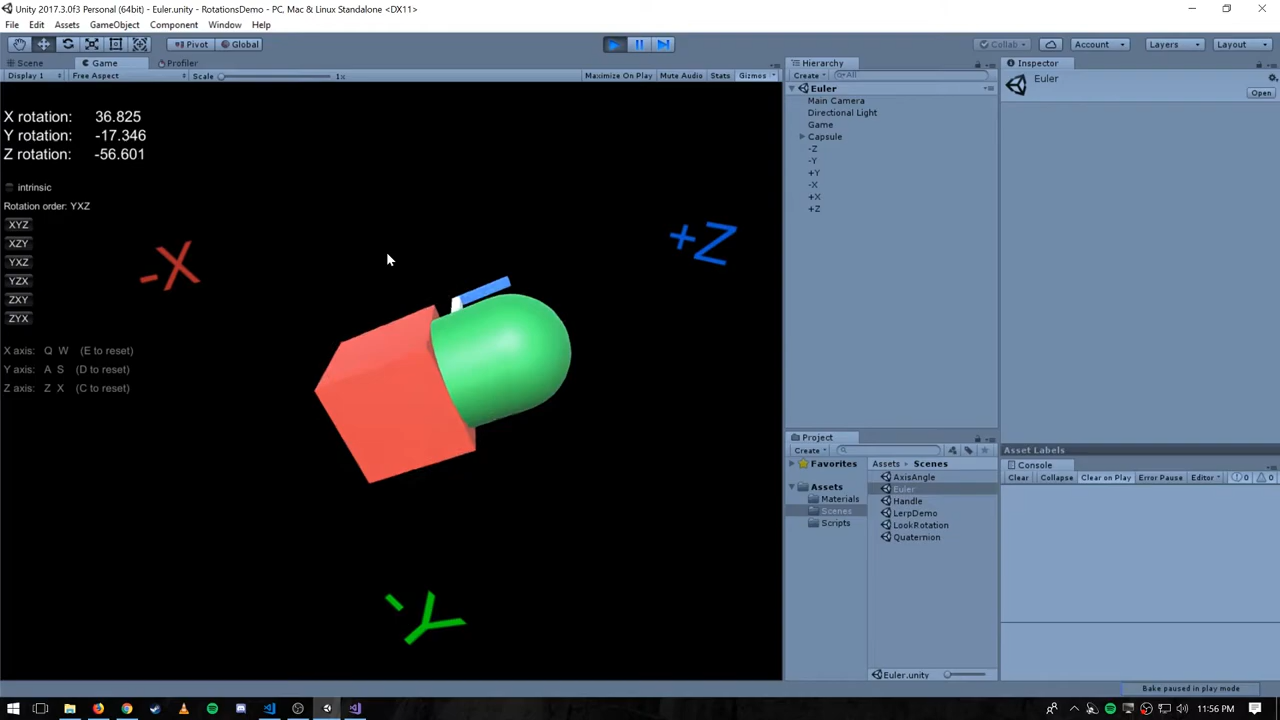 Unity 2017.3.0f3 Personal (64bit) - Euler.unity - RotationsDemo - PC, Mac & Linux Standalone <DX11>
File Edit Assets GameObject Component Window Help
Pivot Global Collab Account Layers Layout
Scene Game Profiler
Display 1 Free Aspect Scale 1x Maximize On Play Mute Audio Stats Gizmos
X rotation: 36.825
Y rotation: -17.346
Z rotation: -56.601
intrinsic
Rotation order: YXZ
XYZ
XZY
YXZ
YZX
ZXY
ZYX
X axis: Q W (E to reset)
Y axis: A S (D to reset)
Z axis: Z X (C to reset)
-X
+Z
-Y
Hierarchy
Create All
Euler
Main Camera
Directional Light
Game
Capsule
-Z
-Y
+Y
-X
+X
+Z
Project
Create
Favorites
Assets
Materials
Scenes
Scripts
Assets Scenes
AxisAngle
Euler
Handle
LerpDemo
LookRotation
Quaternion
Euler.unity
Inspector
Euler
Open
Asset Labels
Console
Clear Collapse Clear on Play Error Pause Editor 0 0
Bake paused in play mode
11:56 PM